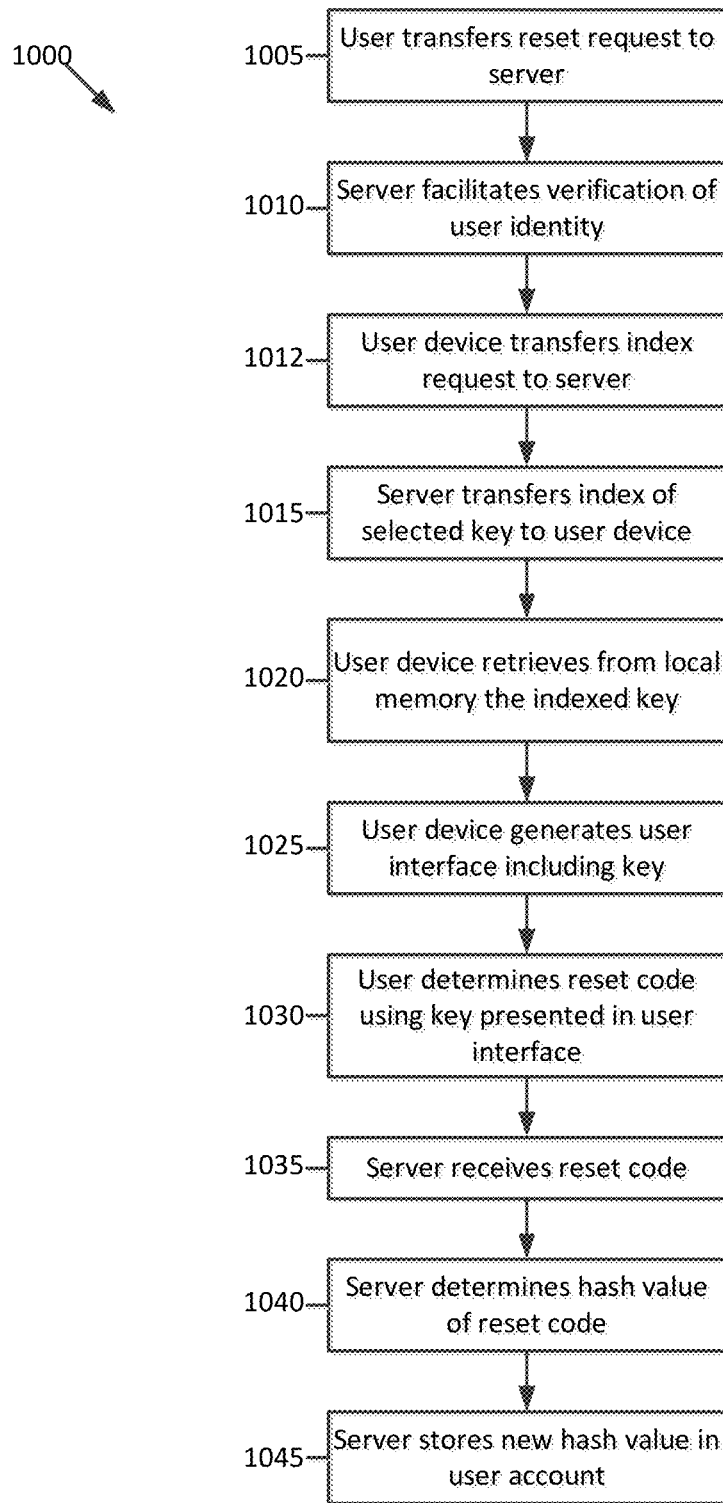 1000
1005
User transfers reset request to
server
1010
Server facilitates verification of
user identity
1012
User device transfers index
request to server
1015
Server transfers index of
selected key to user device
1020
User device retrieves from local
memory the indexed key
1025
User device generates user
interface including key
1030
User determines reset code
using key presented in user
interface
1035
Server receives reset code
1040
Server determines hash value
of reset code
1045
Server stores new hash value in
user account